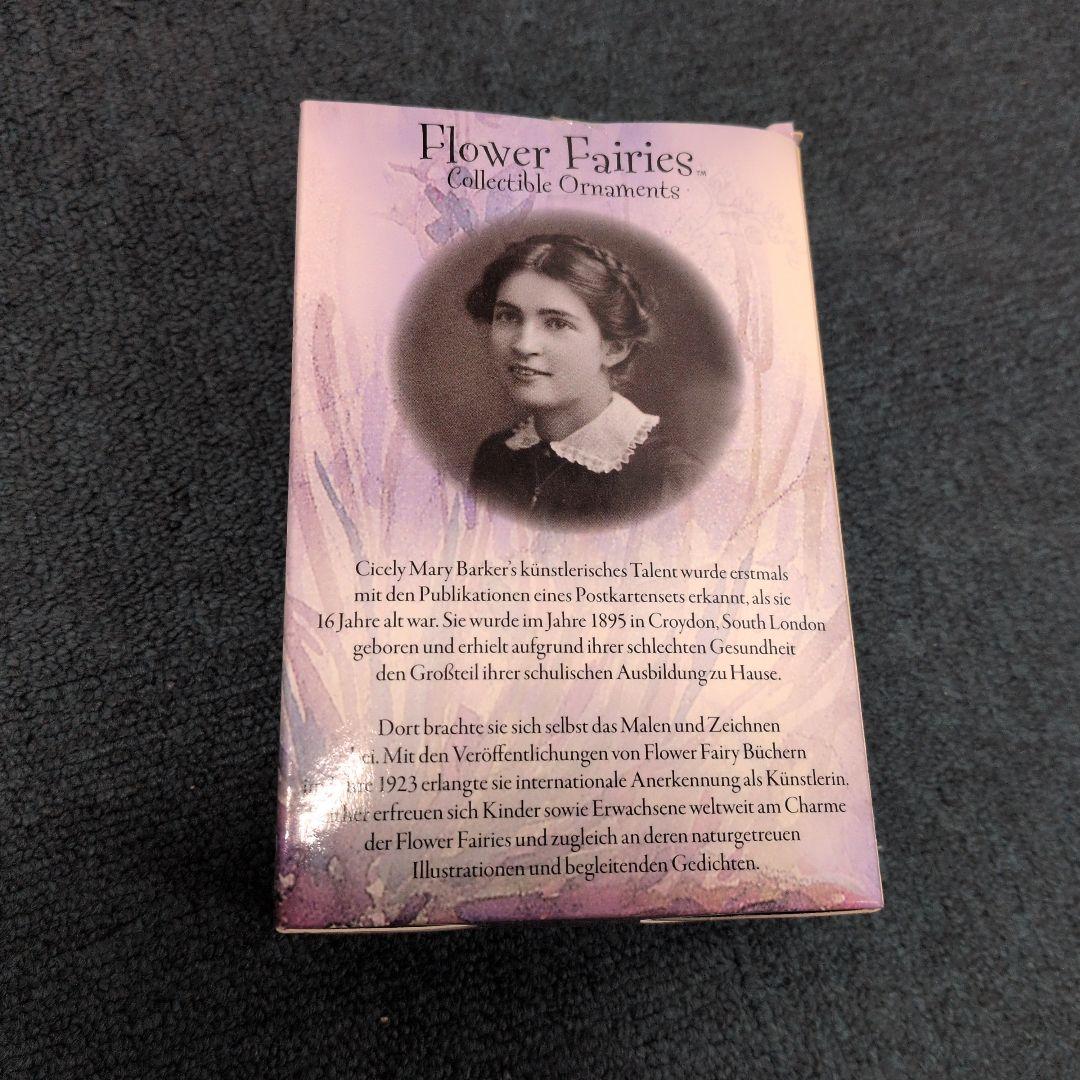 Flower Fairies™
Collectible Ornaments
Cicely Mary Barker's künstlerisches Talent wurde erstmals
mit den Publikationen eines Postkartensets erkannt, als sie
16 Jahre alt war. Sie wurde im Jahre 1895 in Croydon, South London
geboren und erhielt aufgrund ihrer schlechten Gesundheit
den Großteil ihrer schulischen Ausbildung zu Hause.
Dort brachte sie sich selbst das Malen und Zeichnen
bei. Mit den Veröffentlichungen von Flower Fairy Büchern
1923 erlangte sie internationale Anerkennung als Künstlerin.
erfreuen sich Kinder sowie Erwachsene weltweit am Charme
der Flower Fairies und zugleich an deren naturgetreuen
Illustrationen und begleitenden Gedichten.